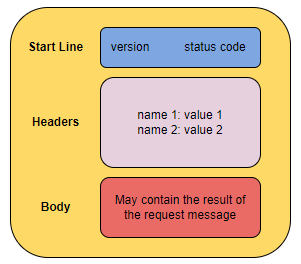 Start Line version status code
Headers
name 1: value 1
name 2: value 2
Body
May contain the result of
the request message